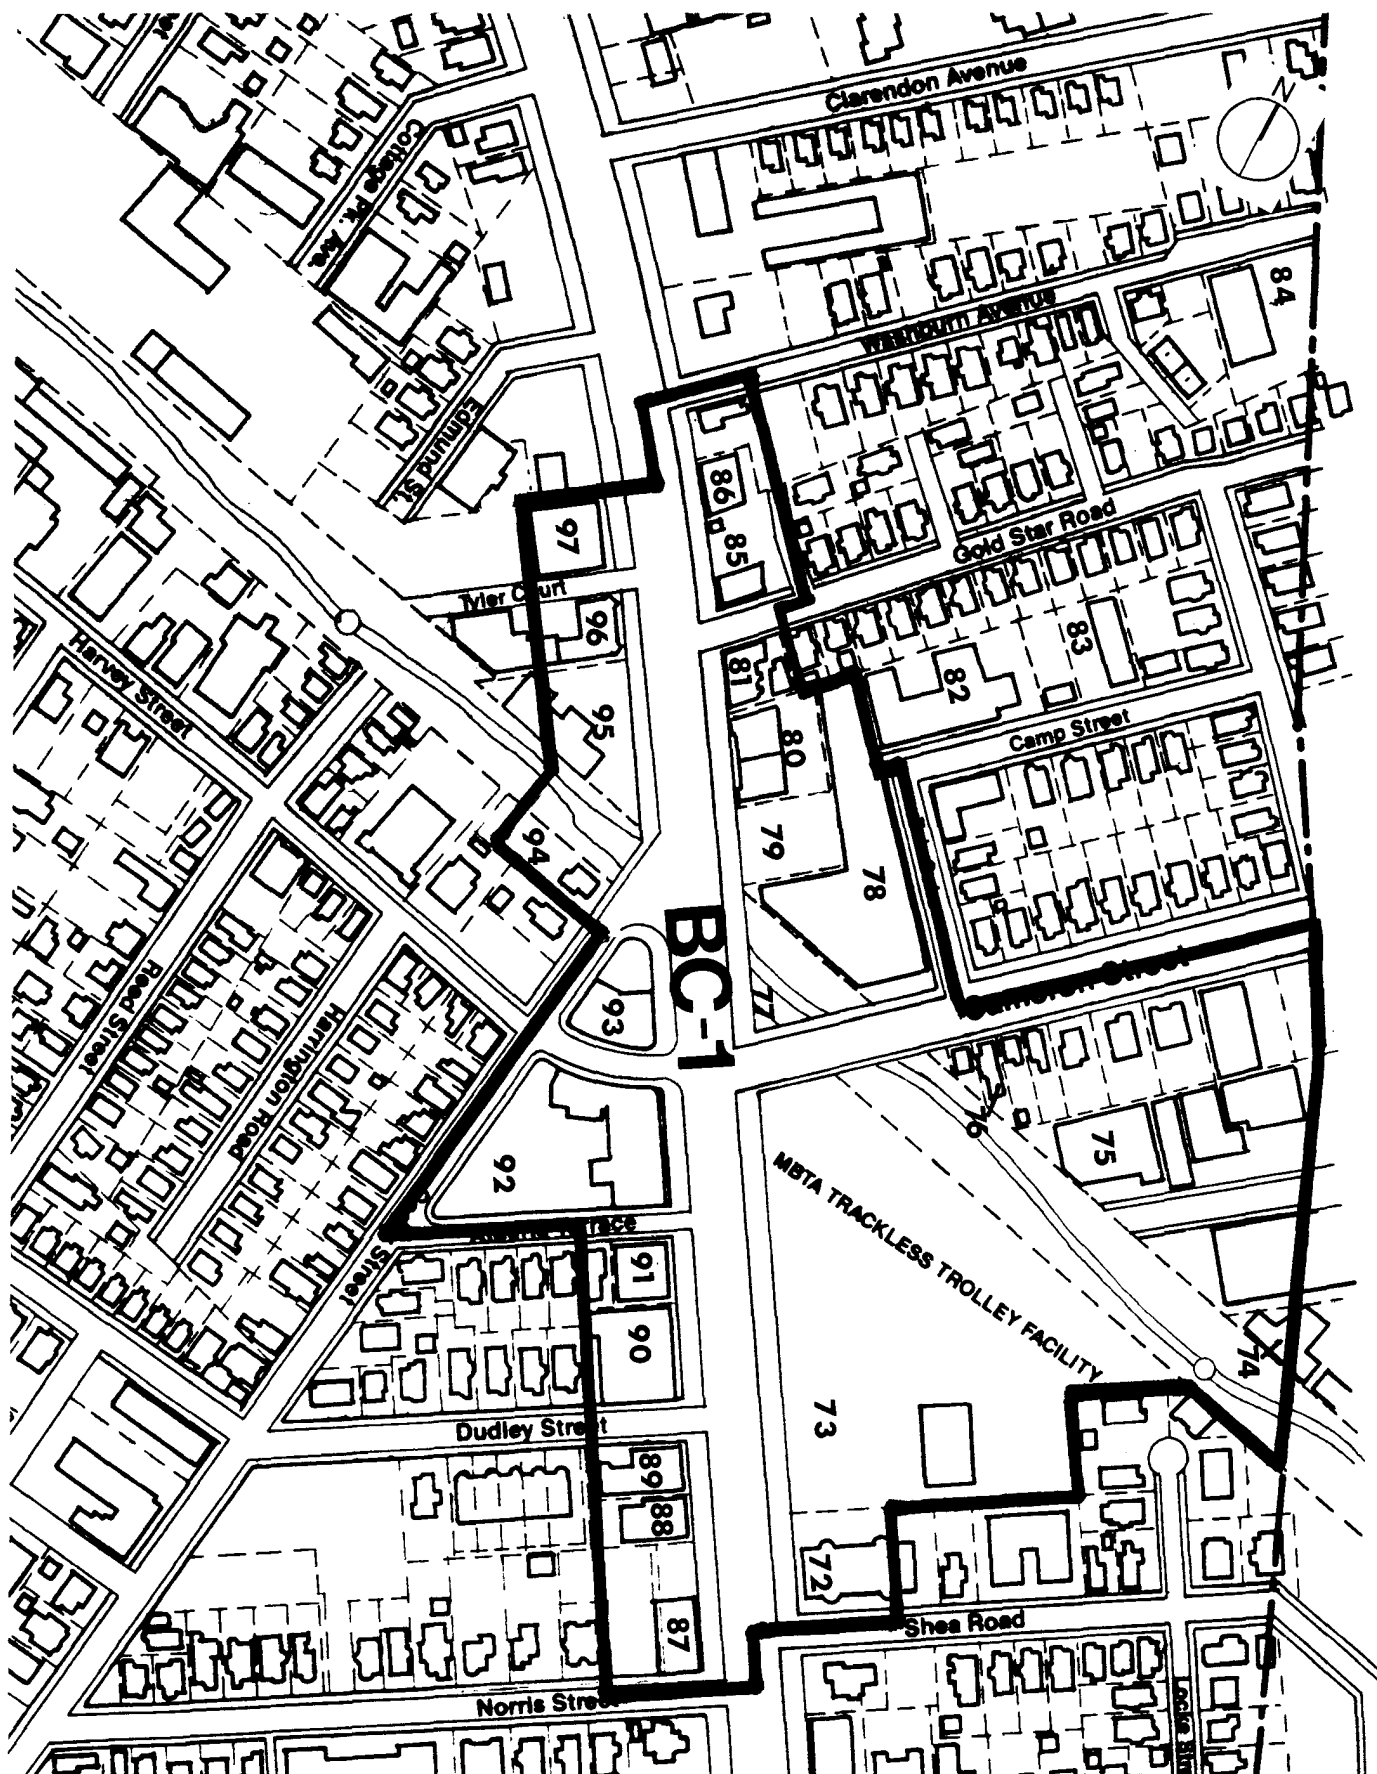 Clarendon Avenue
N
Cottage Pk. Ave.
84
Washburn Avenue
Edmund St.
86
97
85
Gold Star Road
Tyler Court
96
83
81
82
Harvey Street
95
80
Camp Street
94
79
78
BC-1
Cameron Street
77
93
Reed Street
Harrington Road
76
75
92
MBTA TRACKLESS TROLLEY FACILITY
Terrace
Street
91
90
74
73
Dudley Street
89
88
72
87
Shea Road
Norris Street